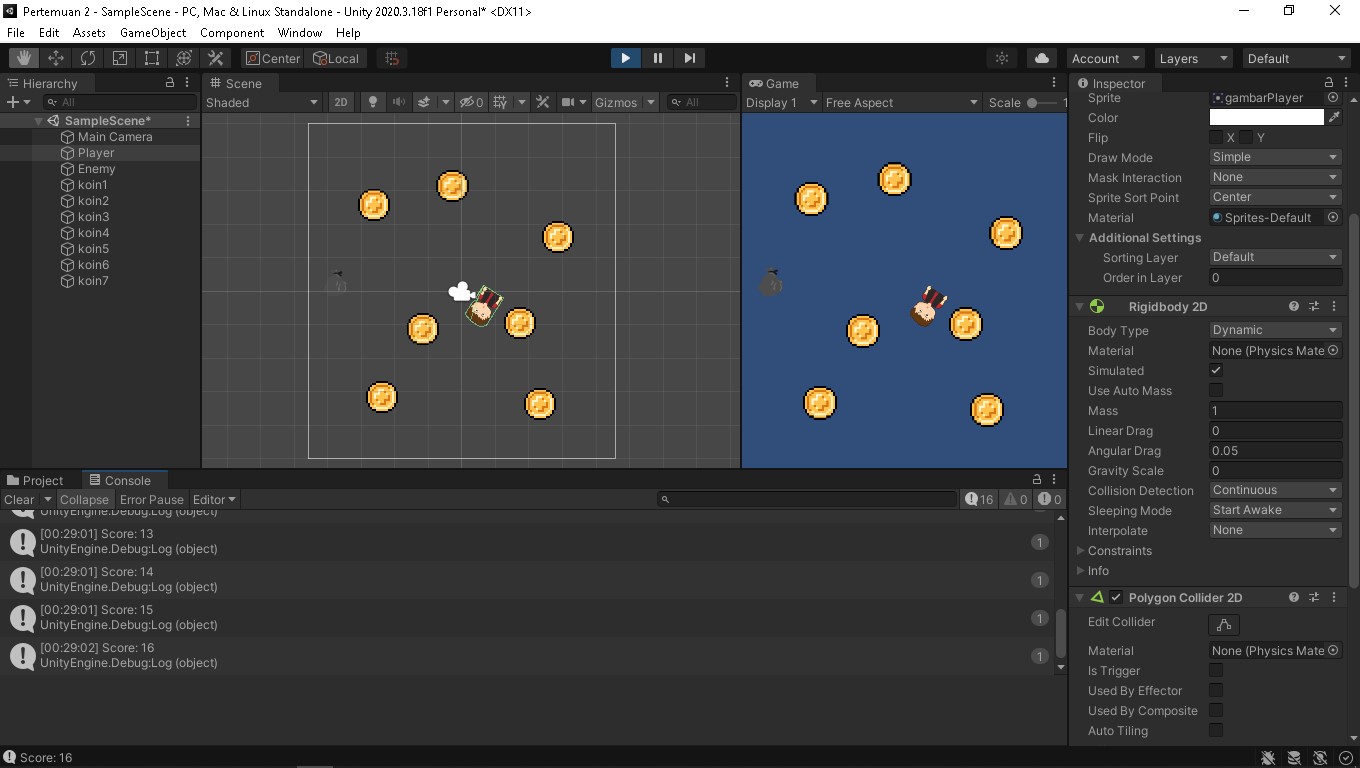 Pertemuan 2 - SampleScene - PC, Mac & Linux Standalone - Unity 2020.3.18f1 Personal* <DX11>
File Edit Assets GameObject Component Window Help
Center Local Account Layers Default
Hierarchy
All
SampleScene*
Main Camera
Player
Enemy
koin1
koin2
koin3
koin4
koin5
koin6
koin7
Scene
Shaded 2D 0 Gizmos All
Game
Display 1 Free Aspect Scale 1
Inspector
Sprite gambarPlayer
Color
Flip X Y
Draw Mode Simple
Mask Interaction None
Sprite Sort Point Center
Material Sprites-Default
Additional Settings
Sorting Layer Default
Order in Layer 0
Rigidbody 2D
Body Type Dynamic
Material None (Physics Mate
Simulated
Use Auto Mass
Mass 1
Linear Drag 0
Angular Drag 0.05
Gravity Scale 0
Collision Detection Continuous
Sleeping Mode Start Awake
Interpolate None
Constraints
Info
Polygon Collider 2D
Edit Collider
Material None (Physics Mate
Is Trigger
Used By Effector
Used By Composite
Auto Tiling
Project Console
Clear Collapse Error Pause Editor 16 0 0
UnityEngine.Debug:Log (object)
[00:29:01] Score: 13
UnityEngine.Debug:Log (object)
1
[00:29:01] Score: 14
UnityEngine.Debug:Log (object)
1
[00:29:01] Score: 15
UnityEngine.Debug:Log (object)
1
[00:29:02] Score: 16
UnityEngine.Debug:Log (object)
1
Score: 16